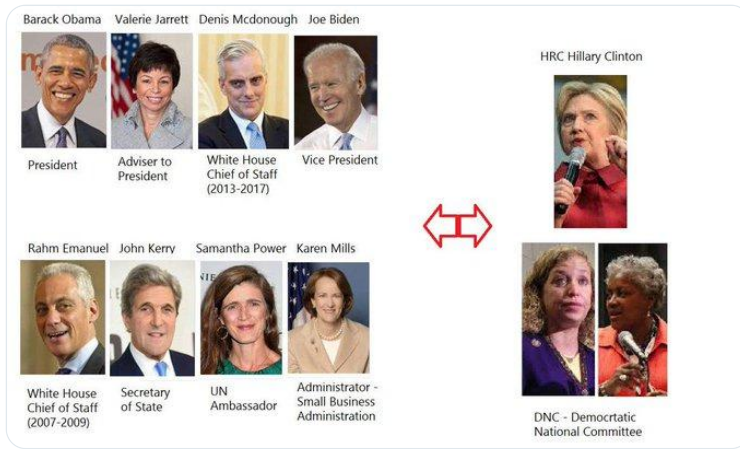 Barack Obama Valerie Jarrett Denis Mcdonough Joe Biden
President
Adviser to
President
White House
Chief of Staff
(2013-2017)
Vice President
Rahm Emanuel John Kerry Samantha Power Karen Mills
White House
Chief of Staff
(2007-2009)
Secretary
of State
UN
Ambassador
Administrator -
Small Business
Administration
HRC Hillary Clinton
DNC - Democrtatic
National Committee